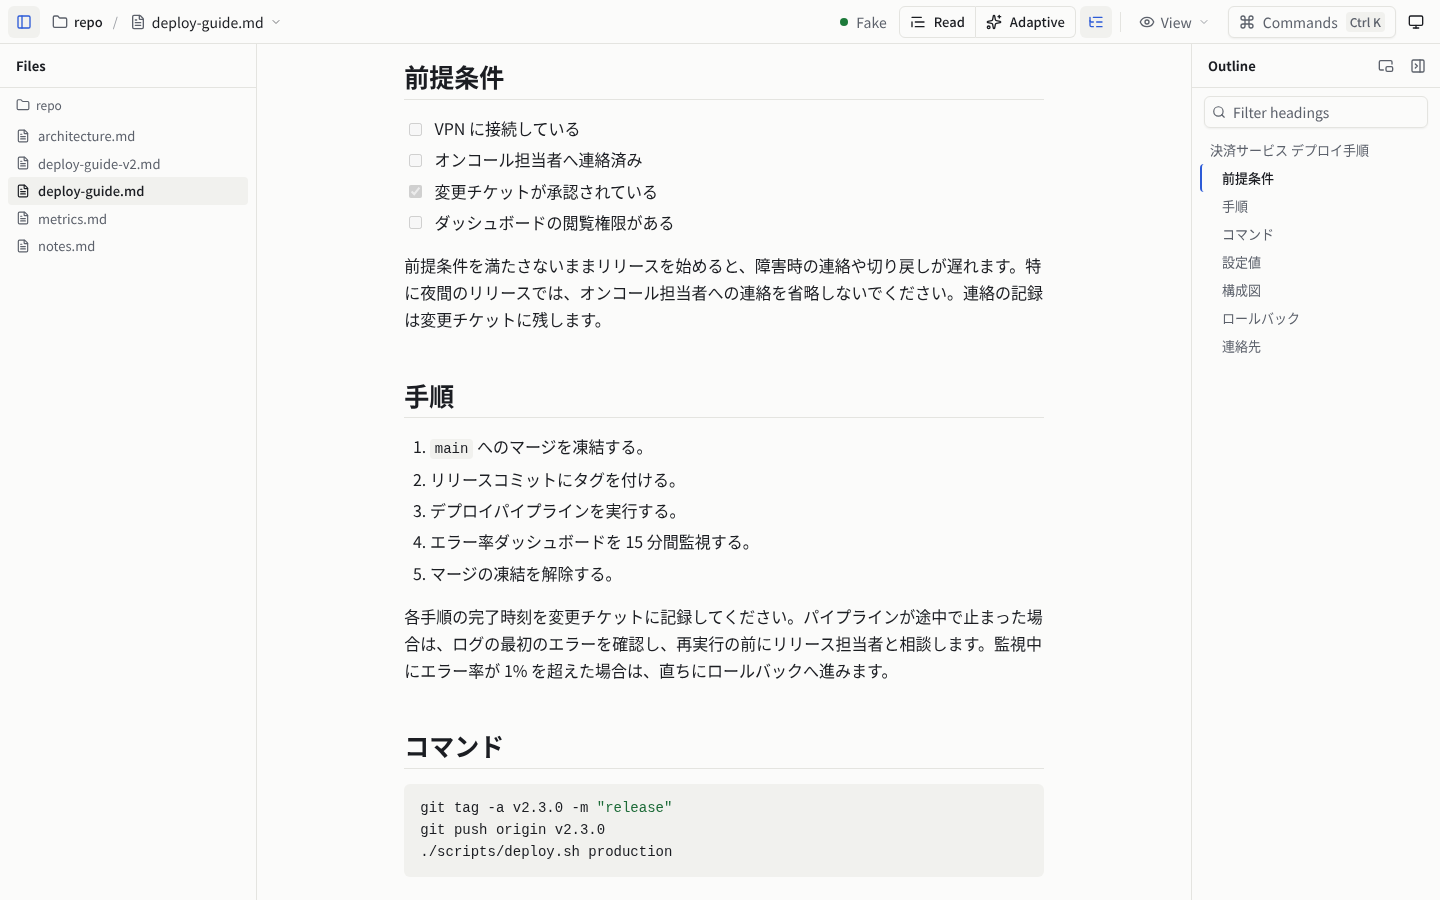 repo / deploy-guide.md
Fake
Read
Adaptive
View
Commands Ctrl K
Files
repo
architecture.md
deploy-guide-v2.md
deploy-guide.md
metrics.md
notes.md
前提条件
VPN に接続している
オンコール担当者へ連絡済み
変更チケットが承認されている
ダッシュボードの閲覧権限がある
前提条件を満たさないままリリースを始めると、障害時の連絡や切り戻しが遅れます。特
に夜間のリリースでは、オンコール担当者への連絡を省略しないでください。連絡の記録
は変更チケットに残します。
手順
1. main へのマージを凍結する。
2. リリースコミットにタグを付ける。
3. デプロイパイプラインを実行する。
4. エラー率ダッシュボードを 15 分間監視する。
5. マージの凍結を解除する。
各手順の完了時刻を変更チケットに記録してください。パイプラインが途中で止まった場
合は、ログの最初のエラーを確認し、再実行の前にリリース担当者と相談します。監視中
にエラー率が 1% を超えた場合は、直ちにロールバックへ進みます。
コマンド
git tag -a v2.3.0 -m "release"
git push origin v2.3.0
./scripts/deploy.sh production
Outline
Filter headings
決済サービス デプロイ手順
前提条件
手順
コマンド
設定値
構成図
ロールバック
連絡先